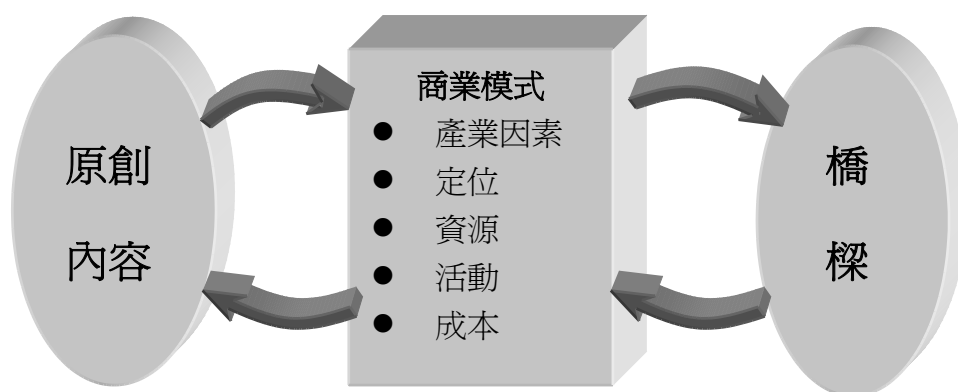 原創
內容
商業模式
● 產業因素
● 定位
● 資源
● 活動
● 成本
橋
樑